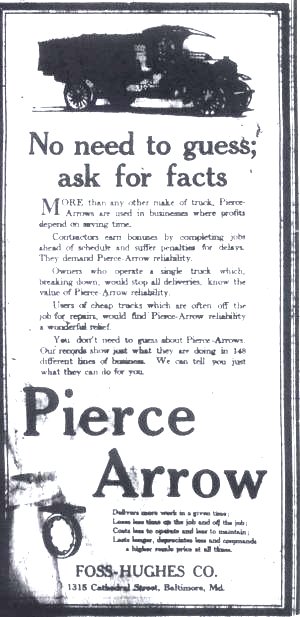 No need to guess;
ask for facts
MORE than any other make of truck, Pierce-
Arrows are used in businesses where profits
depend on saving time.
Contractors earn bonuses by completing jobs
ahead of schedule and suffer penalties for delays.
They demand Pierce-Arrow reliability.
Owners who operate a single truck which,
breaking down, would stop all deliveries, know the
value of Pierce-Arrow reliability.
Users of cheap trucks which are often off the
job for repairs, would find Pierce-Arrow reliability
a wonderful relief.
You don't need to guess about Pierce-Arrows.
Our records show just what they are doing in 148
different lines of business. We can tell you just
what they can do for you.
Pierce
Arrow
Delivers more work in a given time;
Loses less time on the job and off the job;
Costs less to operate and less to maintain;
Lasts longer, depreciates less and commands
a higher resale price at all times.
FOSS-HUGHES CO.
1315 Cathedral Street, Baltimore, Md.